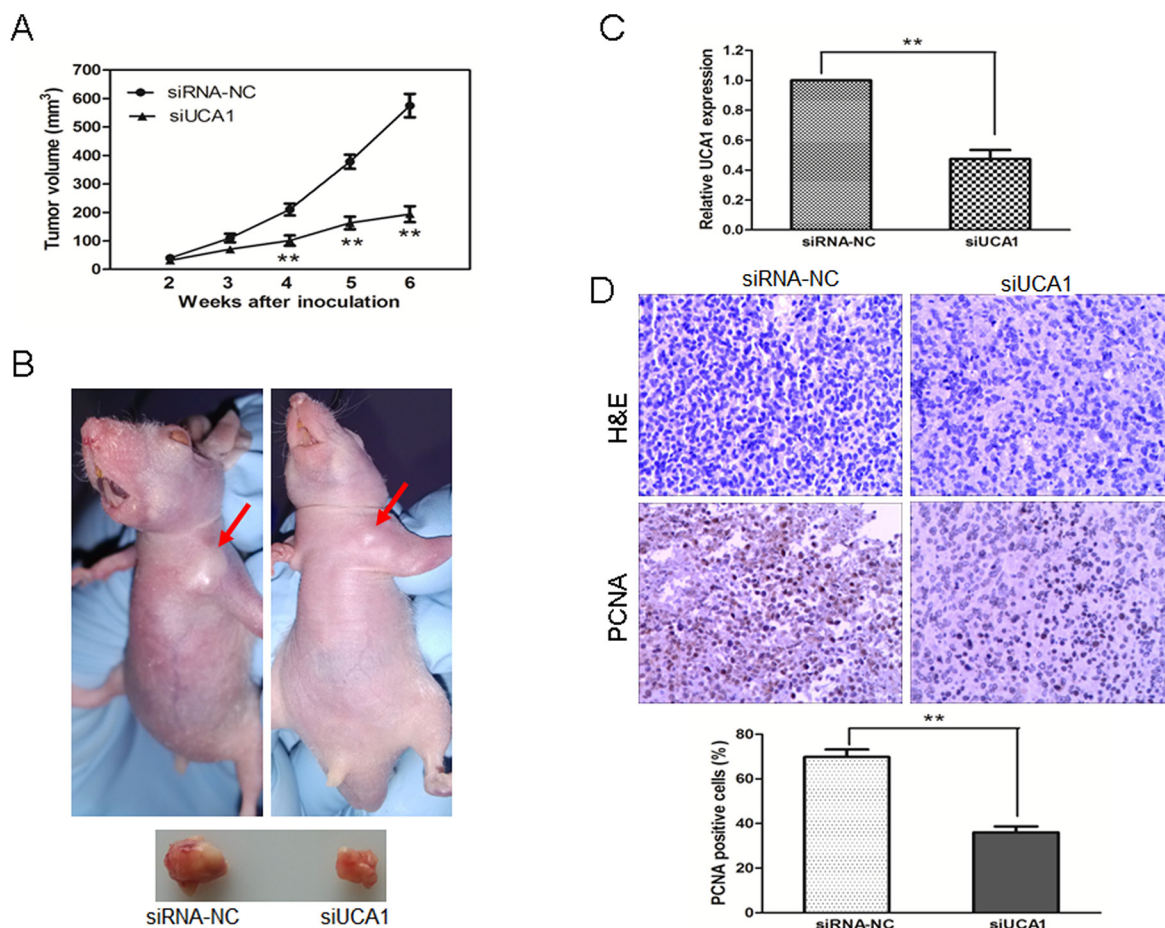 A
Tumor volume (mm³)
700
600
500
400
300
200
100
0
siRNA-NC
siUCA1
**
**
**
2 3 4 5 6
Weeks after inoculation
B
siRNA-NC siUCA1
C
Relative UCA1 expression
1.2
1.0
0.8
0.6
0.4
0.2
0.0
**
siRNA-NC siUCA1
D
siRNA-NC siUCA1
H&E
PCNA
PCNA positive cells (%)
80
60
40
20
0
**
siRNA-NC siUCA1